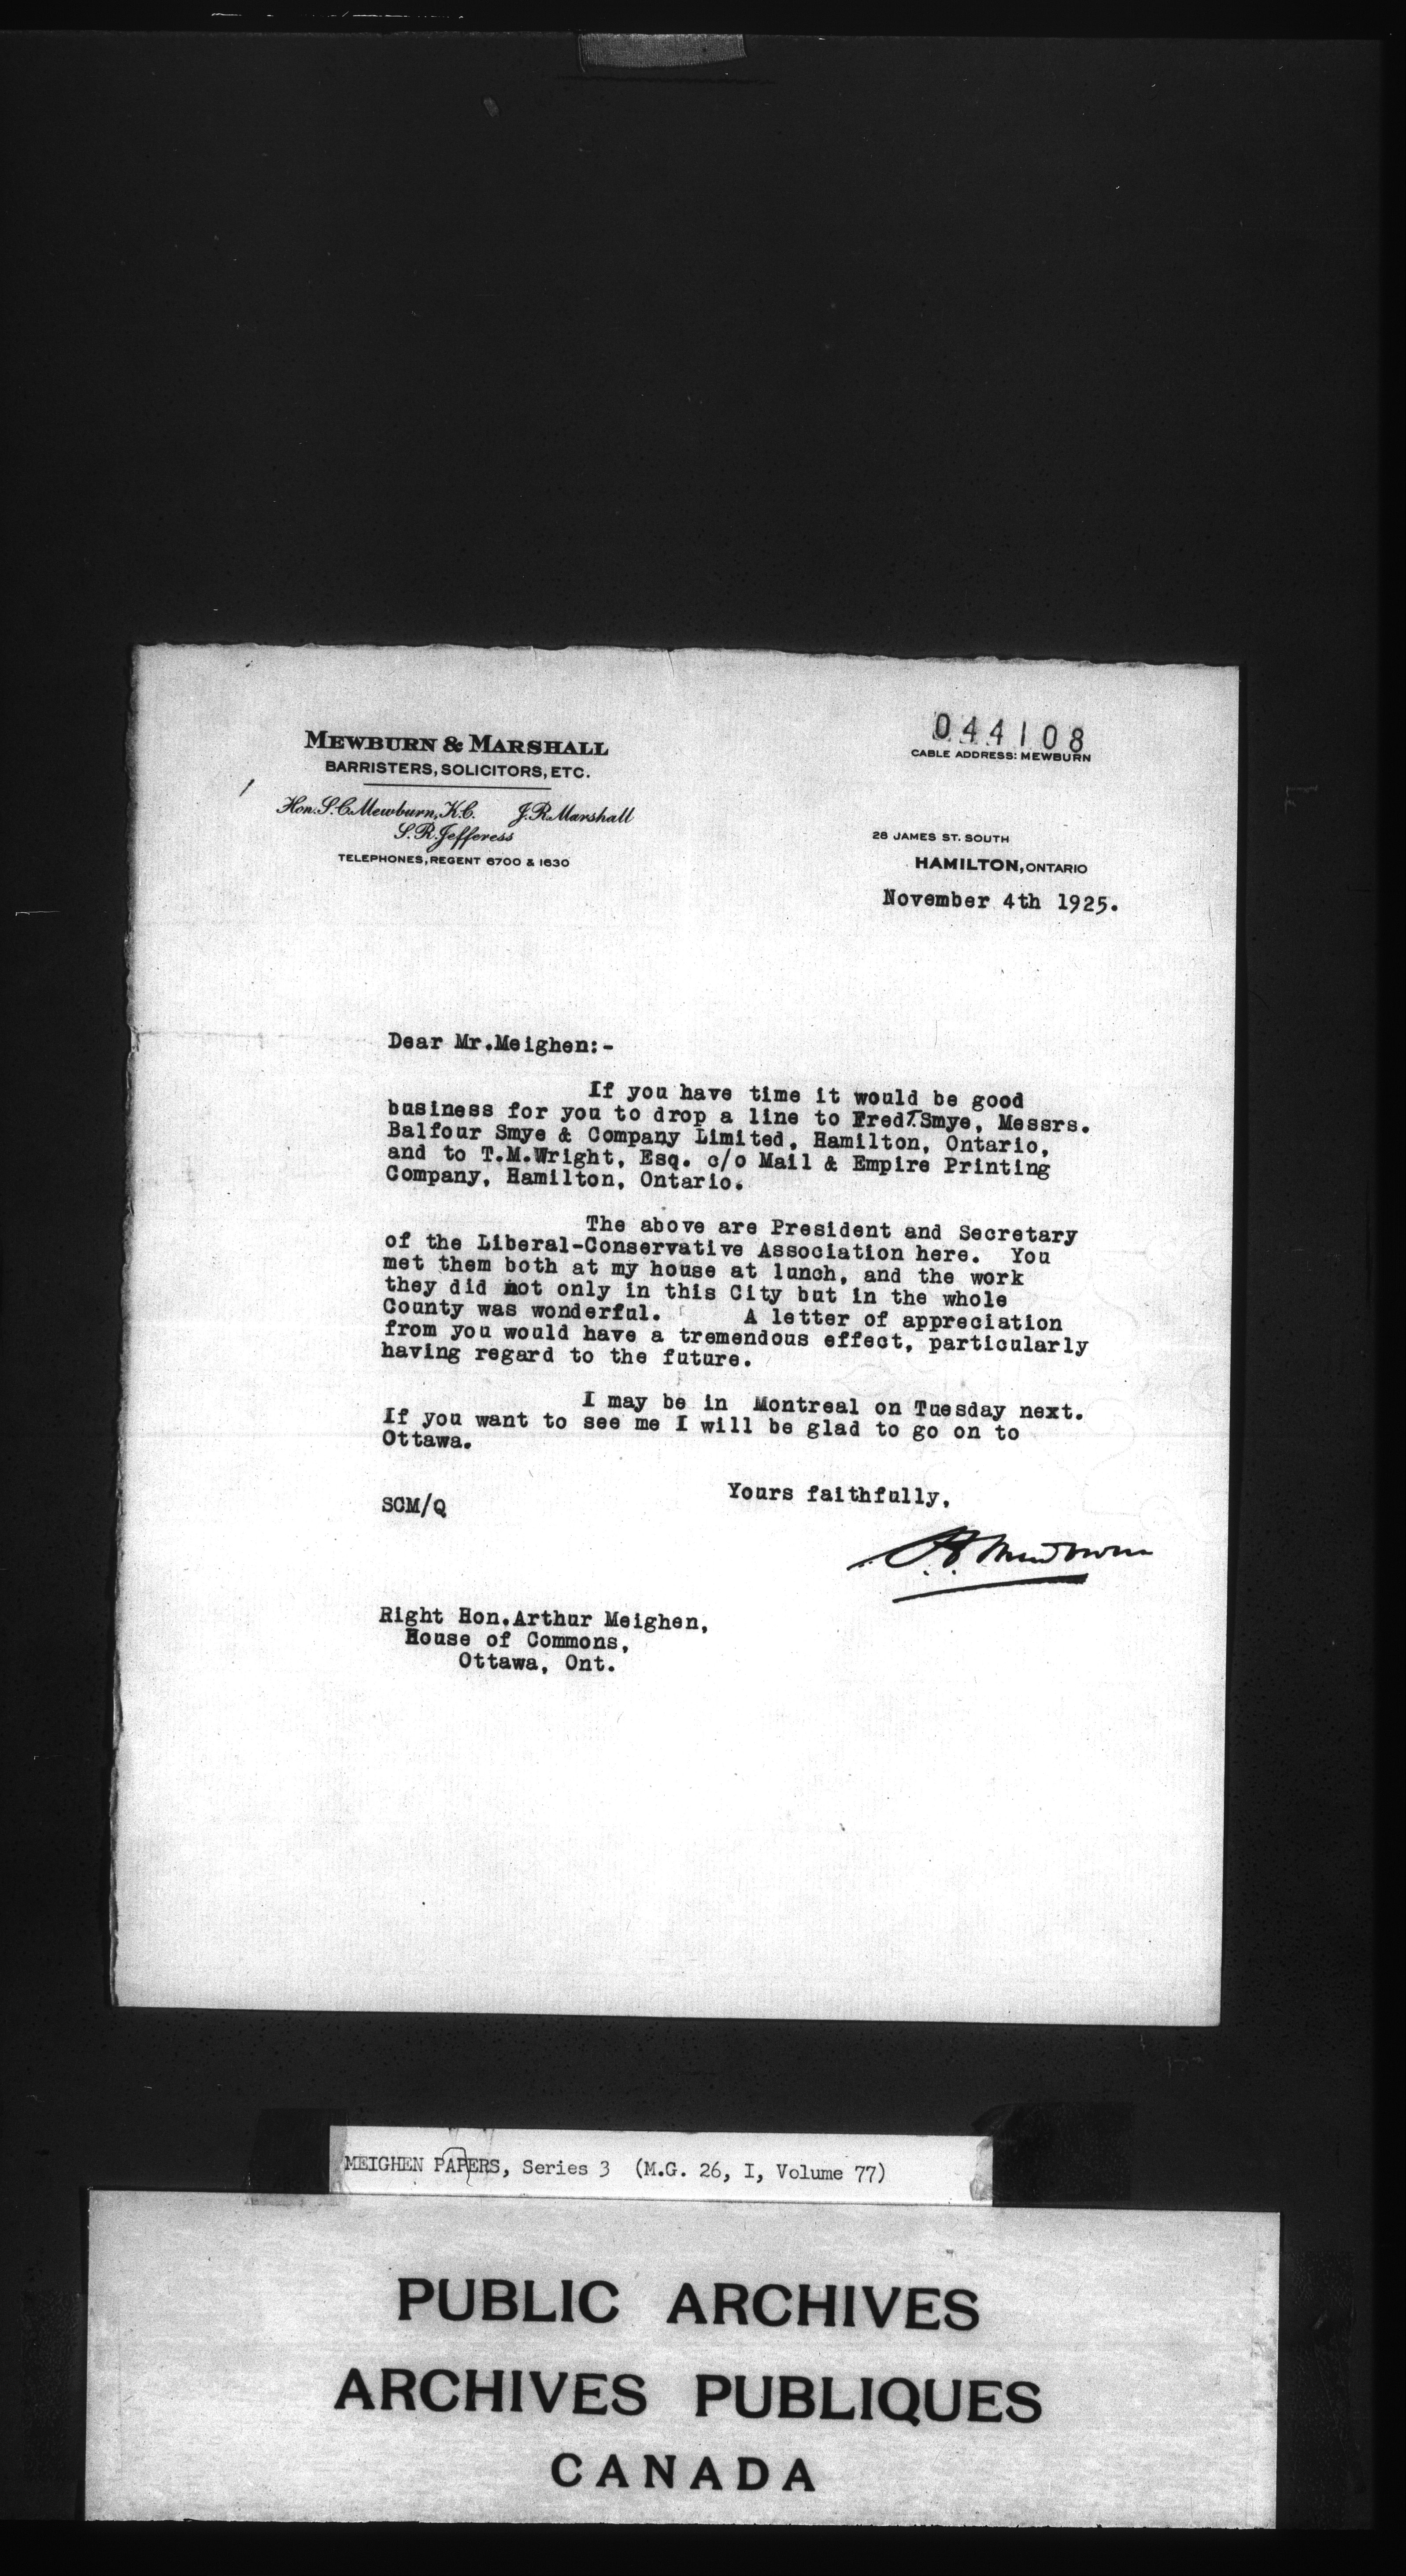 044108
MEWBURN & MARSHALL
BARRISTERS, SOLICITORS, ETC.
CABLE ADDRESS: MEWBURN
Hon. S. C. Mewburn, K.C. J. R. Marshall
S. R. Jefferess
TELEPHONES, REGENT 6700 & 1630
28 JAMES ST. SOUTH
HAMILTON, ONTARIO
November 4th 1925.
Dear Mr.Meighen:-
If you have time it would be good
business for you to drop a line to Fred T. Smye, Messrs.
Balfour Smye & Company Limited, Hamilton, Ontario,
and to T.M.Wright, Esq. c/o Mail & Empire Printing
Company, Hamilton, Ontario.
The above are President and Secretary
of the Liberal-Conservative Association here. You
met them both at my house at lunch, and the work
they did not only in this City but in the whole
County was wonderful. A letter of appreciation
from you would have a tremendous effect, particularly
having regard to the future.
I may be in Montreal on Tuesday next.
If you want to see me I will be glad to go on to
Ottawa.
Yours faithfully,
SCM/Q
Right Hon.Arthur Meighen,
House of Commons,
Ottawa, Ont.
MEIGHEN PAPERS, Series 3 (M.G. 26, I, Volume 77)
PUBLIC ARCHIVES
ARCHIVES PUBLIQUES
CANADA